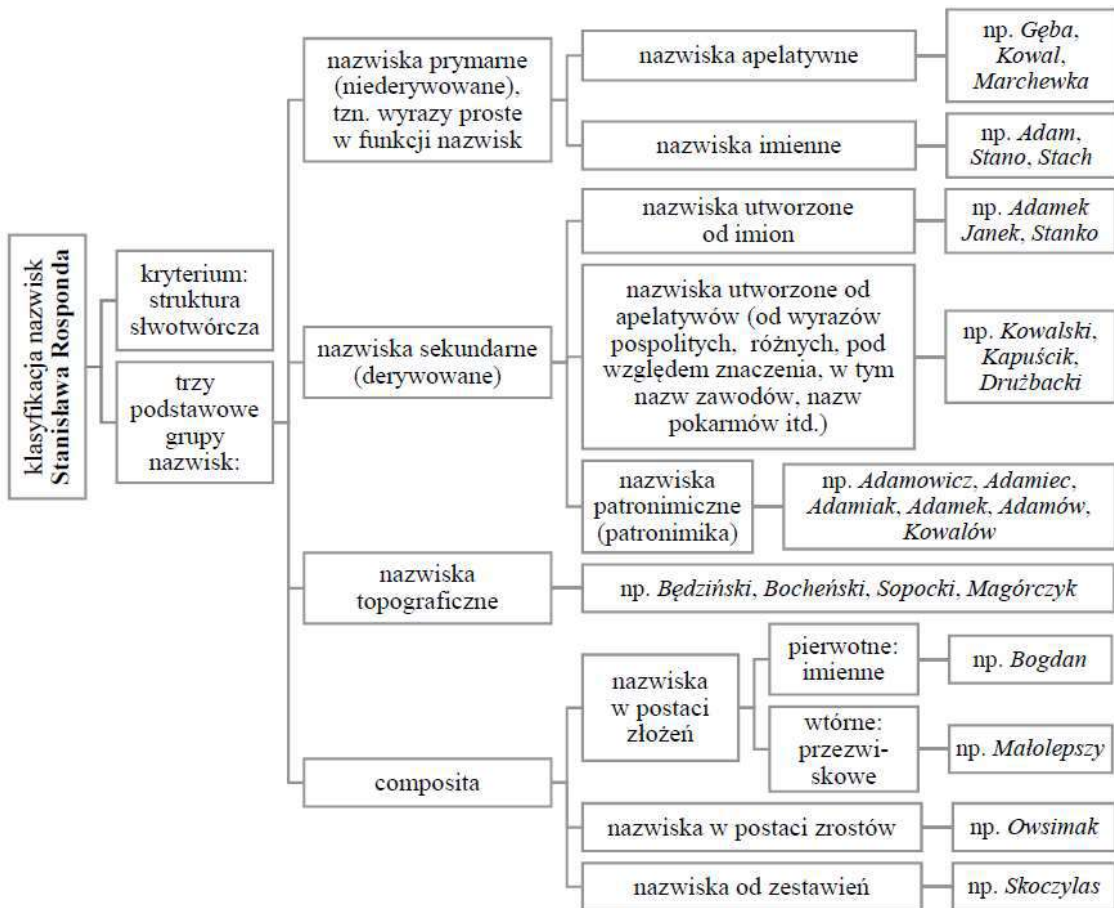 klasyfikacja nazwisk
Stanisława Rosponda
kryterium:
struktura
słwotwórcza
trzy
podstawowe
grupy
nazwisk:
nazwiska prymarne
(niederywowane),
tzn. wyrazy proste
w funkcji nazwisk
nazwiska apelatywne
np. Gęba,
Kowal,
Marchewka
nazwiska imienne
np. Adam,
Stano, Stach
nazwiska sekundarne
(derywowane)
nazwiska utworzone
od imion
np. Adamek
Janek, Stanko
nazwiska utworzone od
apelatywów (od wyrazów
pospolitych, różnych, pod
względem znaczenia, w tym
nazw zawodów, nazw
pokarmów itd.)
np. Kowalski,
Kapuścik,
Drużbacki
nazwiska
patronimiczne
(patronimika)
np. Adamowicz, Adamiec,
Adamiak, Adamek, Adamów,
Kowalów
nazwiska
topograficzne
np. Będziński, Bocheński, Sopocki, Magórczyk
composita
nazwiska
w postaci
złożeń
pierwotne:
imienne
np. Bogdan
wtórne:
przezwi-
skowe
np. Małolepszy
nazwiska w postaci zrostów
np. Owsimak
nazwiska od zestawień
np. Skoczylas